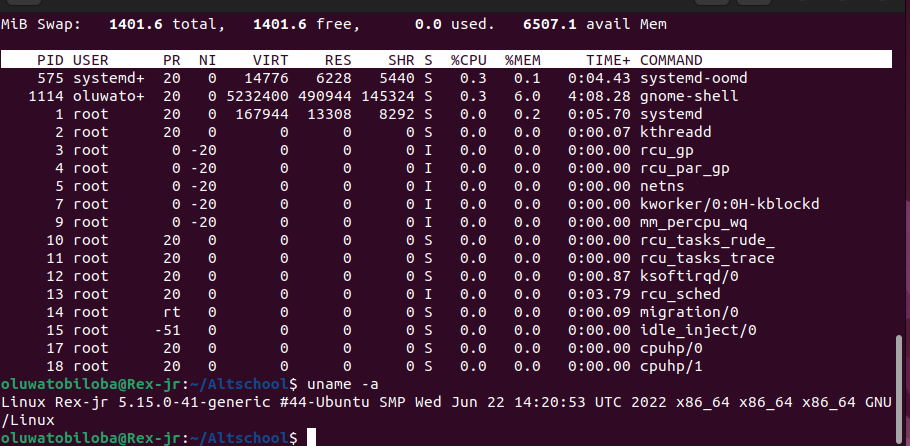 MiB Swap:   1401.6 total,   1401.6 free,      0.0 used.   6507.1 avail Mem
    PID USER      PR  NI    VIRT    RES    SHR S  %CPU  %MEM     TIME+ COMMAND
    575 systemd+  20   0   14776   6228   5440 S   0.3   0.1   0:04.43 systemd-oomd
   1114 oluwato+  20   0 5232400 490944 145324 S   0.3   6.0   4:08.28 gnome-shell
      1 root      20   0  167944  13308   8292 S   0.0   0.2   0:05.70 systemd
      2 root      20   0       0      0      0 S   0.0   0.0   0:00.07 kthreadd
      3 root       0 -20       0      0      0 I   0.0   0.0   0:00.00 rcu_gp
      4 root       0 -20       0      0      0 I   0.0   0.0   0:00.00 rcu_par_gp
      5 root       0 -20       0      0      0 I   0.0   0.0   0:00.00 netns
      7 root       0 -20       0      0      0 I   0.0   0.0   0:00.00 kworker/0:0H-kblockd
      9 root       0 -20       0      0      0 I   0.0   0.0   0:00.00 mm_percpu_wq
     10 root      20   0       0      0      0 S   0.0   0.0   0:00.00 rcu_tasks_rude_
     11 root      20   0       0      0      0 S   0.0   0.0   0:00.00 rcu_tasks_trace
     12 root      20   0       0      0      0 S   0.0   0.0   0:00.87 ksoftirqd/0
     13 root      20   0       0      0      0 I   0.0   0.0   0:03.79 rcu_sched
     14 root      rt   0       0      0      0 S   0.0   0.0   0:00.09 migration/0
     15 root     -51   0       0      0      0 S   0.0   0.0   0:00.00 idle_inject/0
     17 root      20   0       0      0      0 S   0.0   0.0   0:00.00 cpuhp/0
     18 root      20   0       0      0      0 S   0.0   0.0   0:00.00 cpuhp/1
oluwatobiloba@Rex-jr:~/Altschool$ uname -a
Linux Rex-jr 5.15.0-41-generic #44-Ubuntu SMP Wed Jun 22 14:20:53 UTC 2022 x86_64 x86_64 x86_64 GNU
/Linux
oluwatobiloba@Rex-jr:~/Altschool$